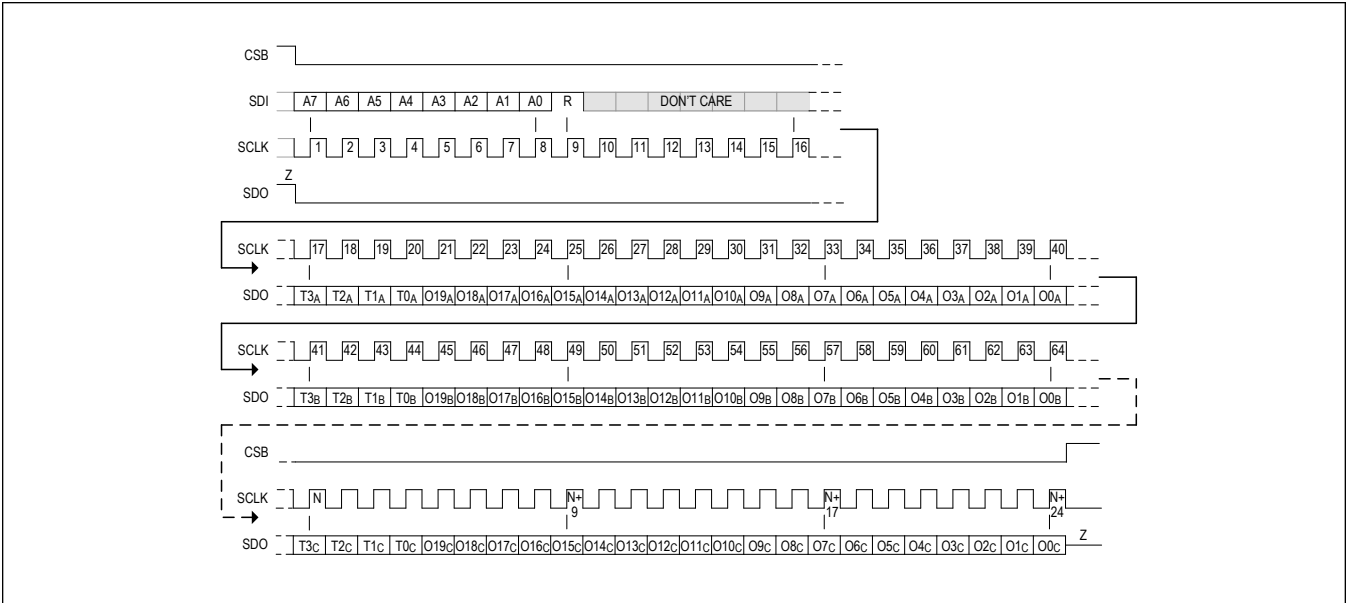 CSB
SDI A7 A6 A5 A4 A3 A2 A1 A0 R DON'T CARE
SCLK 1 2 3 4 5 6 7 8 9 10 11 12 13 14 15 16
Z
SDO
SCLK 17 18 19 20 21 22 23 24 25 26 27 28 29 30 31 32 33 34 35 36 37 38 39 40
SDO T3A T2A T1A T0A O19A O18A O17A O16A O15A O14A O13A O12A O11A O10A O9A O8A O7A O6A O5A O4A O3A O2A O1A O0A
SCLK 41 42 43 44 45 46 47 48 49 50 51 52 53 54 55 56 57 58 59 60 61 62 63 64
SDO T3B T2B T1B T0B O19B O18B O17B O16B O15B O14B O13B O12B O11B O10B O9B O8B O7B O6B O5B O4B O3B O2B O1B O0B
CSB
SCLK N N+ N+ N+
9 17 24
SDO T3C T2C T1C T0C O19C O18C O17C O16C O15C O14C O13C O12C O11C O10C O9C O8C O7C O6C O5C O4C O3C O2C O1C O0C Z